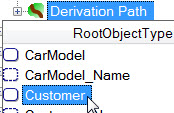 Derivation Path
RootObjectType
CarModel
CarModel_Name
Customer